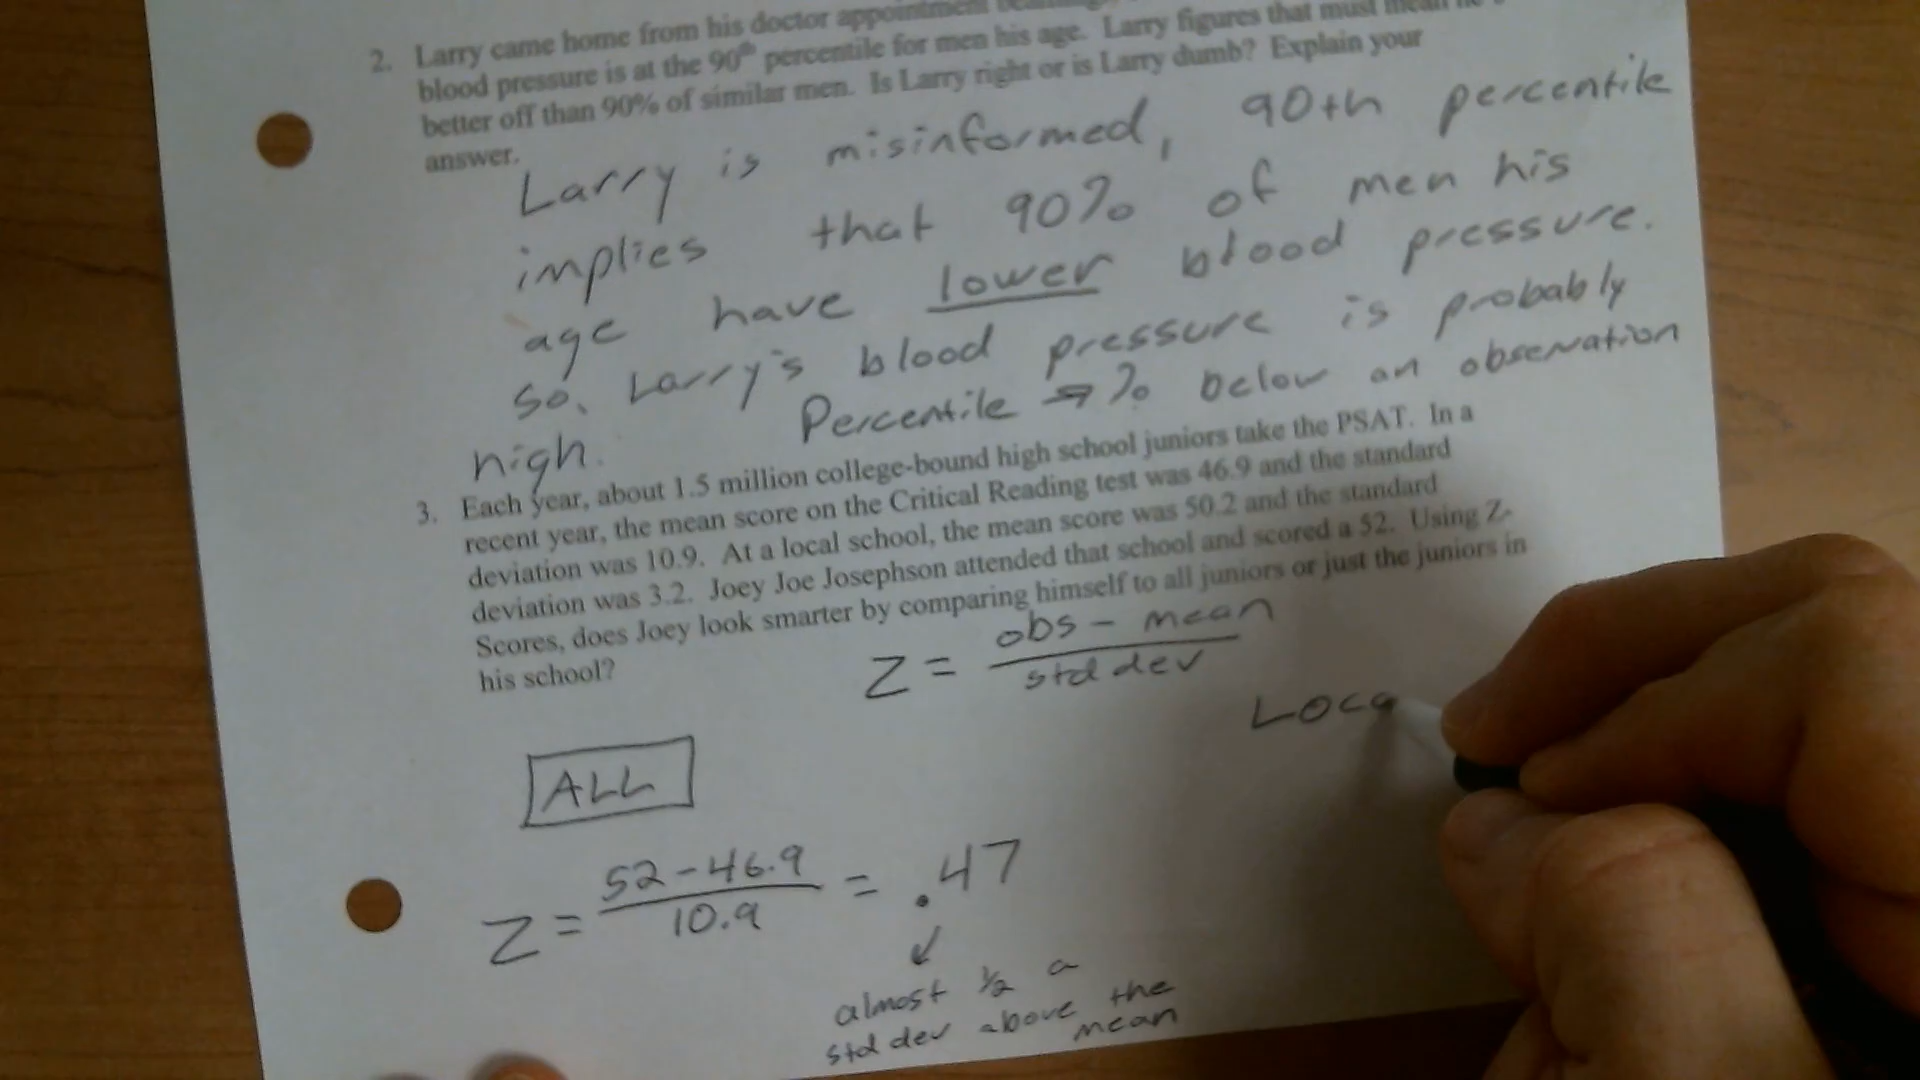 2. Larry came home from his doctor appointment
blood pressure is at the 90th percentile for men his age. Larry figures that must mean he's
better off than 90% of similar men. Is Larry right or is Larry dumb? Explain your
answer.
Larry is misinformed, 90th percentile
implies that 90% of men his
age have lower blood pressure.
So, Larry's blood pressure is probably
high.
Percentile → % below an observation
3. Each year, about 1.5 million college-bound high school juniors take the PSAT. In a
recent year, the mean score on the Critical Reading test was 46.9 and the standard
deviation was 10.9. At a local school, the mean score was 50.2 and the standard
deviation was 3.2. Joey Joe Josephson attended that school and scored a 52. Using Z-
Scores, does Joey look smarter by comparing himself to all juniors or just the juniors in
his school?
Z = obs - mean / std dev
Loca
ALL
Z = 52 - 46.9 / 10.9 = .47
↓
almost 1/2 a
std dev above the
mean